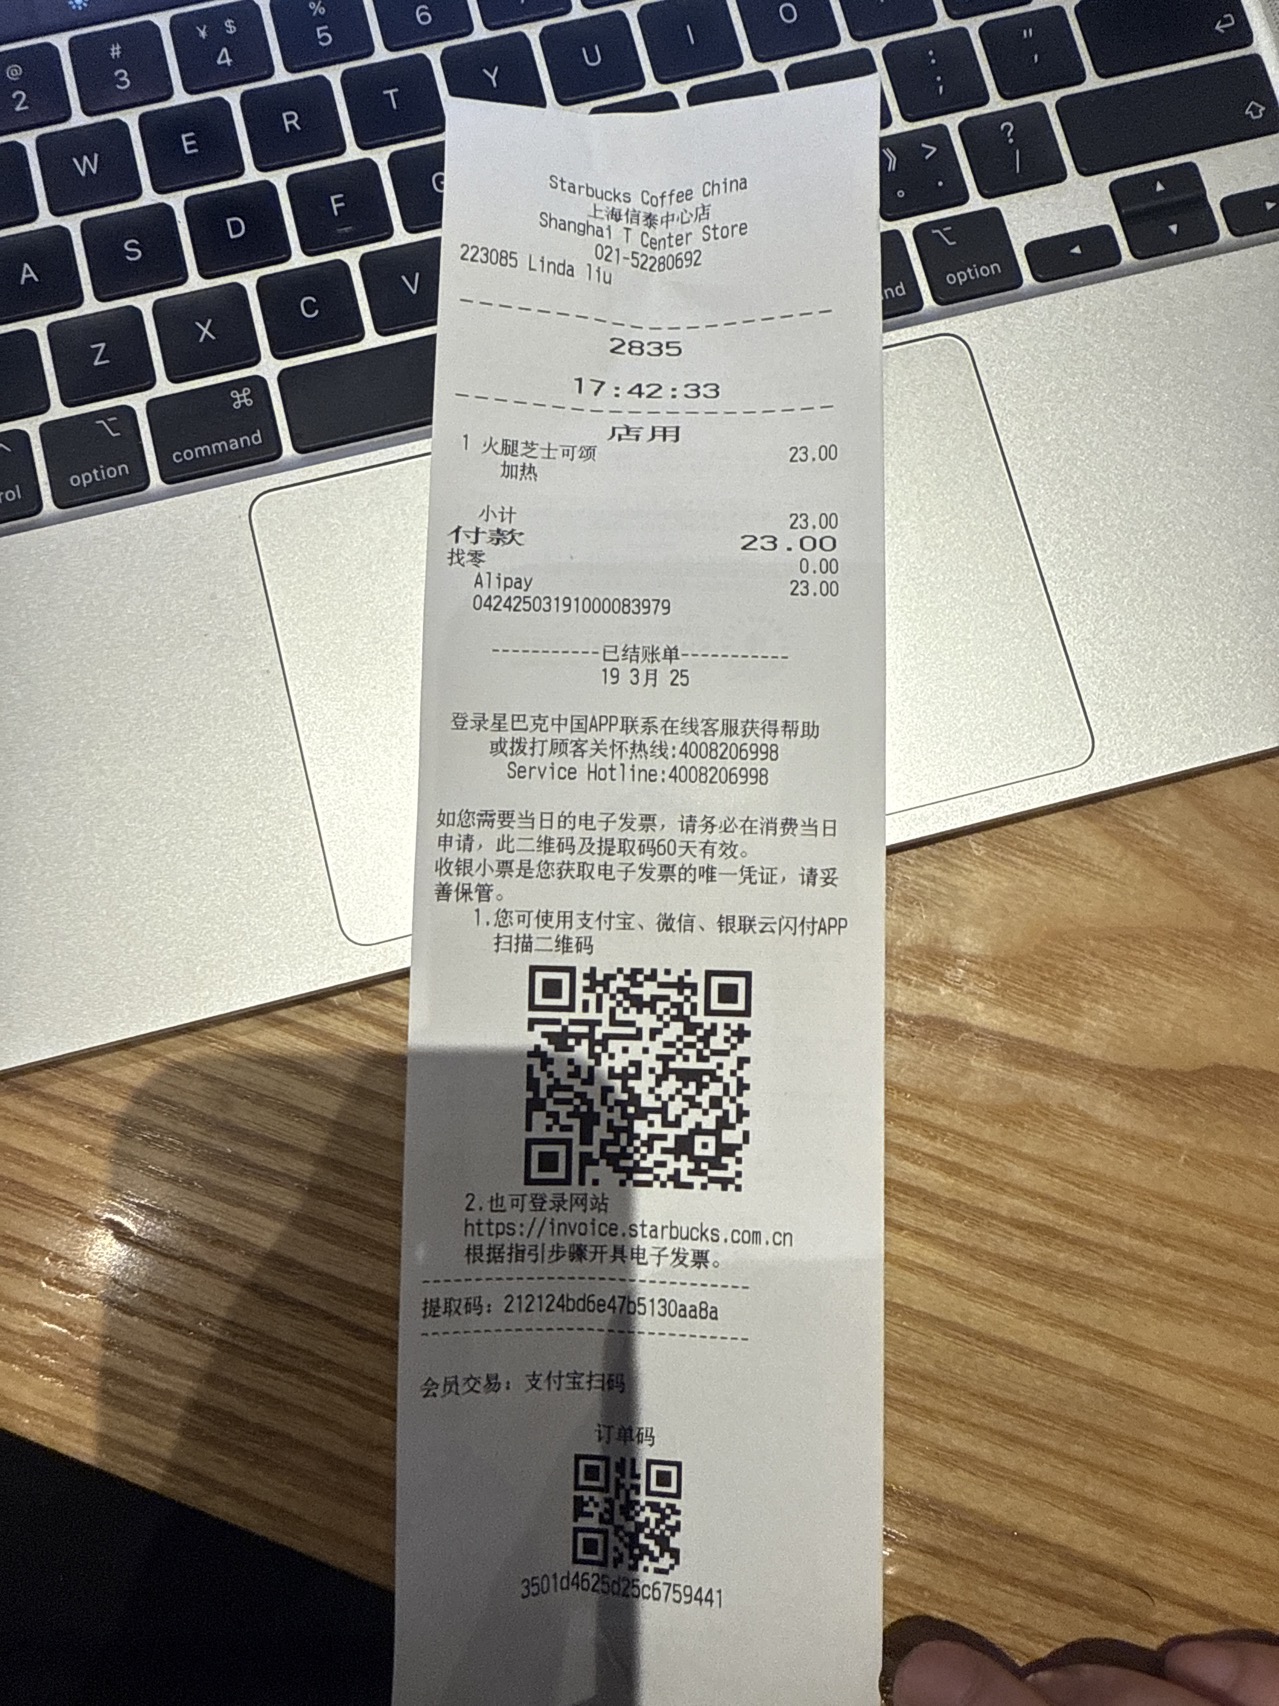 @
2
#
3
¥ $
4
%
5
6
W
E
R
T
Y
U
I
O
:
;
"
'
A
S
D
F
G
》 >
。 .
?
/
Z
X
C
V
option
command
option
Starbucks Coffee China
上海信泰中心店
Shanghai T Center Store
021-52280692
223085 Linda liu
2835
17:42:33
店用
1 火腿芝士可颂 23.00
加热
小计 23.00
付款 23.00
找零 0.00
Alipay 23.00
04242503191000083979
-----------已结账单-----------
19 3月 25
登录星巴克中国APP联系在线客服获得帮助
或拨打顾客关怀热线:4008206998
Service Hotline:4008206998
如您需要当日的电子发票，请务必在消费当日
申请，此二维码及提取码60天有效。
收银小票是您获取电子发票的唯一凭证，请妥
善保管。
1.您可使用支付宝、微信、银联云闪付APP
扫描二维码
2.也可登录网站
https://invoice.starbucks.com.cn
根据指引步骤开具电子发票。
提取码：212124bd6e47b5130aa8a
会员交易：支付宝扫码
订单码
3501d4625d25c6759441